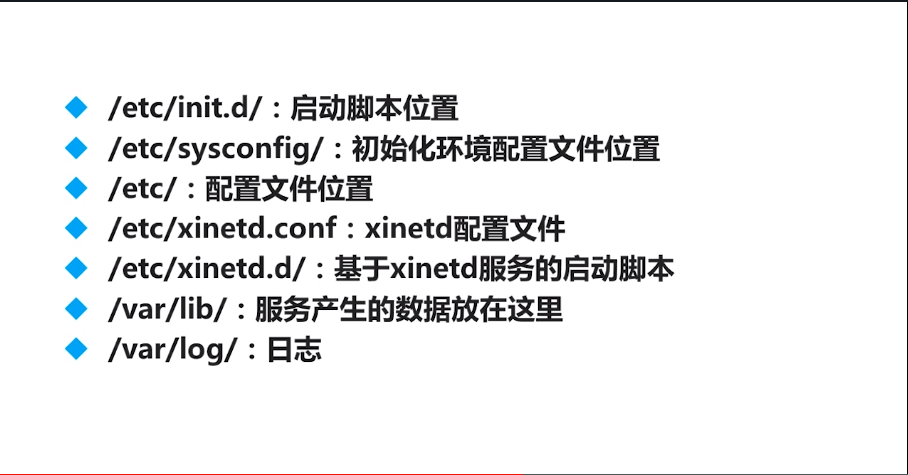 /etc/init.d/：启动脚本位置
/etc/sysconfig/：初始化环境配置文件位置
/etc/：配置文件位置
/etc/xinetd.conf：xinetd配置文件
/etc/xinetd.d/：基于xinetd服务的启动脚本
/var/lib/：服务产生的数据放在这里
/var/log/：日志